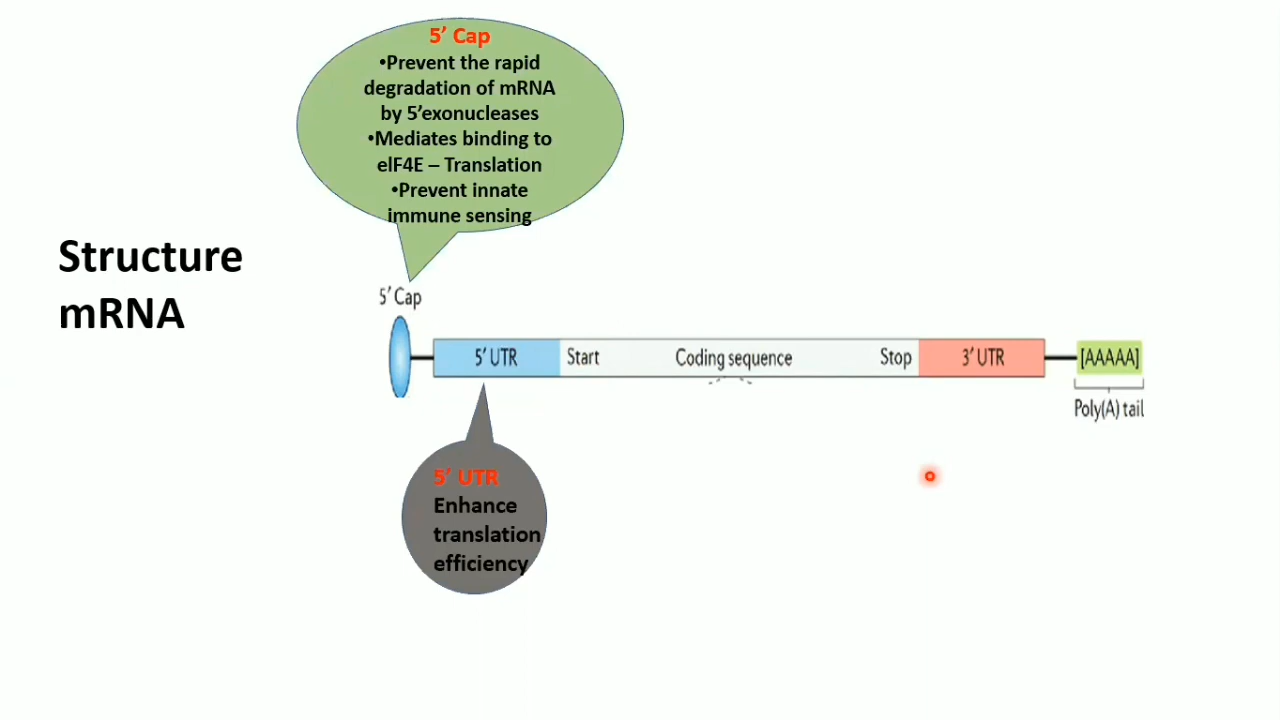 5’ Cap
•Prevent the rapid
degradation of mRNA
by 5’exonucleases
•Mediates binding to
eIF4E – Translation
•Prevent innate
immune sensing
Structure
mRNA
5′ Cap
5′ UTR Start Coding sequence Stop 3′ UTR [AAAAA]
Poly(A) tail
5’ UTR
Enhance
translation
efficiency